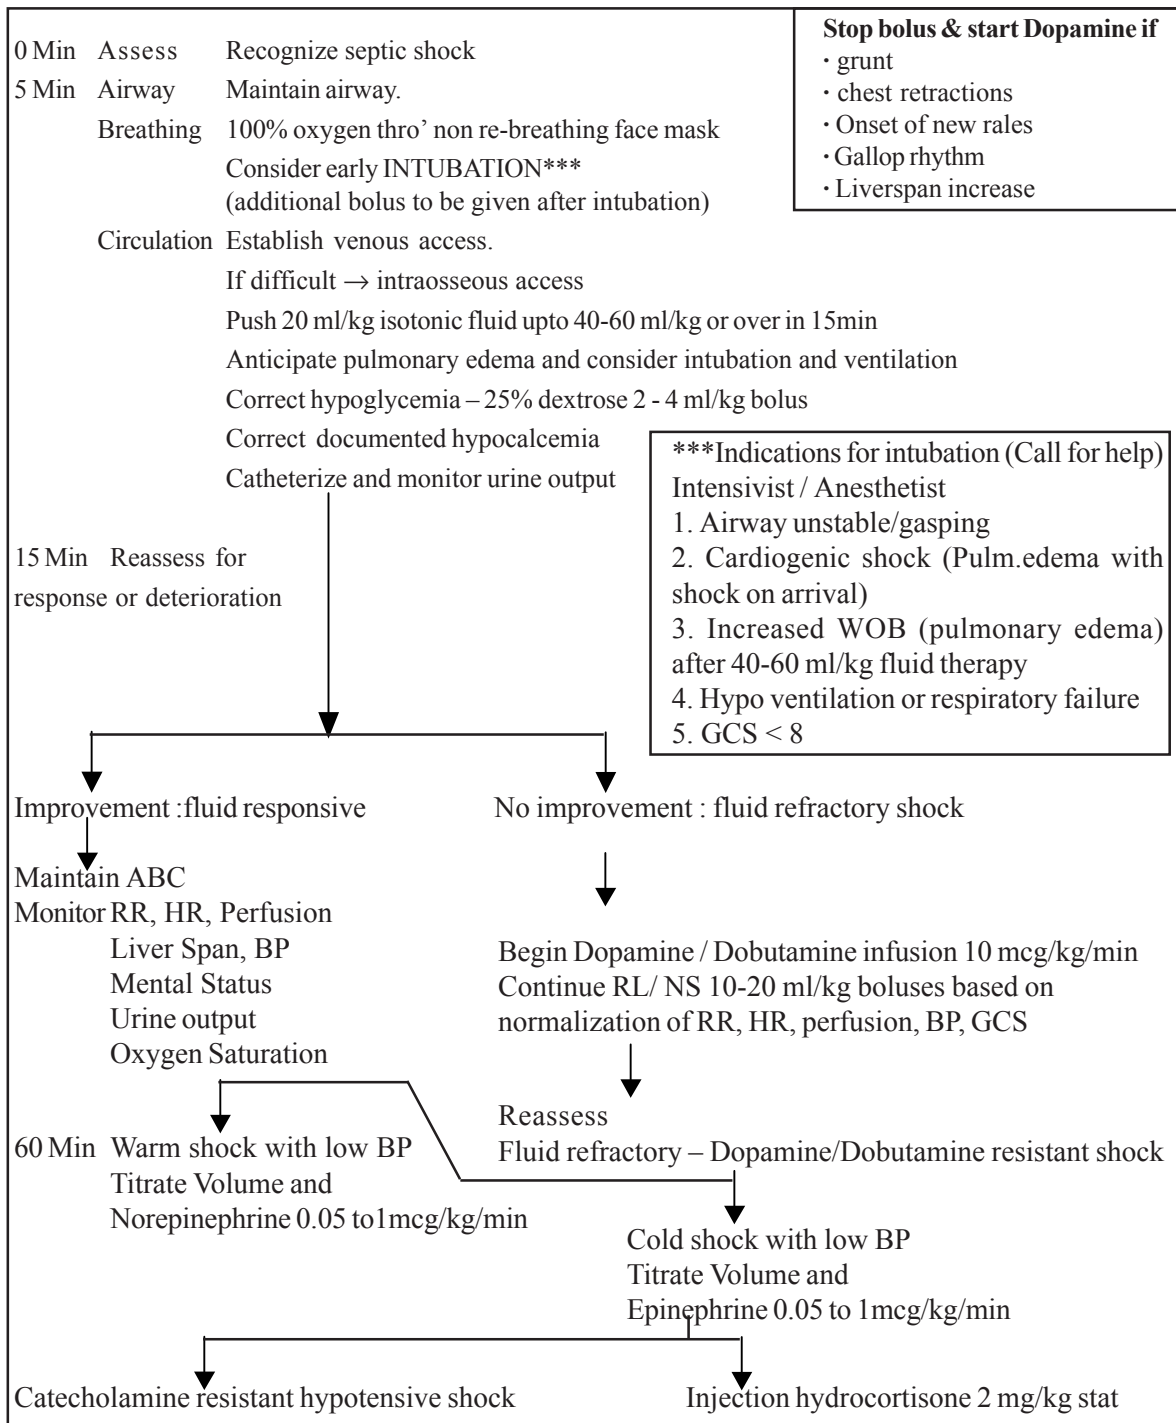 0 Min Assess Recognize septic shock
5 Min Airway Maintain airway.
Breathing 100% oxygen thro' non re-breathing face mask
Consider early INTUBATION***
(additional bolus to be given after intubation)
Circulation Establish venous access.
If difficult → intraosseous access
Push 20 ml/kg isotonic fluid upto 40-60 ml/kg or over in 15min
Anticipate pulmonary edema and consider intubation and ventilation
Correct hypoglycemia – 25% dextrose 2 - 4 ml/kg bolus
Correct documented hypocalcemia
Catheterize and monitor urine output
Stop bolus & start Dopamine if
· grunt
· chest retractions
· Onset of new rales
· Gallop rhythm
· Liverspan increase
***Indications for intubation (Call for help)
Intensivist / Anesthetist
1. Airway unstable/gasping
2. Cardiogenic shock (Pulm.edema with
shock on arrival)
3. Increased WOB (pulmonary edema)
after 40-60 ml/kg fluid therapy
4. Hypo ventilation or respiratory failure
5. GCS < 8
15 Min Reassess for
response or deterioration
Improvement :fluid responsive
No improvement : fluid refractory shock
Maintain ABC
Monitor RR, HR, Perfusion
Liver Span, BP
Mental Status
Urine output
Oxygen Saturation
Begin Dopamine / Dobutamine infusion 10 mcg/kg/min
Continue RL/ NS 10-20 ml/kg boluses based on
normalization of RR, HR, perfusion, BP, GCS
Reassess
Fluid refractory – Dopamine/Dobutamine resistant shock
60 Min Warm shock with low BP
Titrate Volume and
Norepinephrine 0.05 to1mcg/kg/min
Cold shock with low BP
Titrate Volume and
Epinephrine 0.05 to 1mcg/kg/min
Catecholamine resistant hypotensive shock
Injection hydrocortisone 2 mg/kg stat